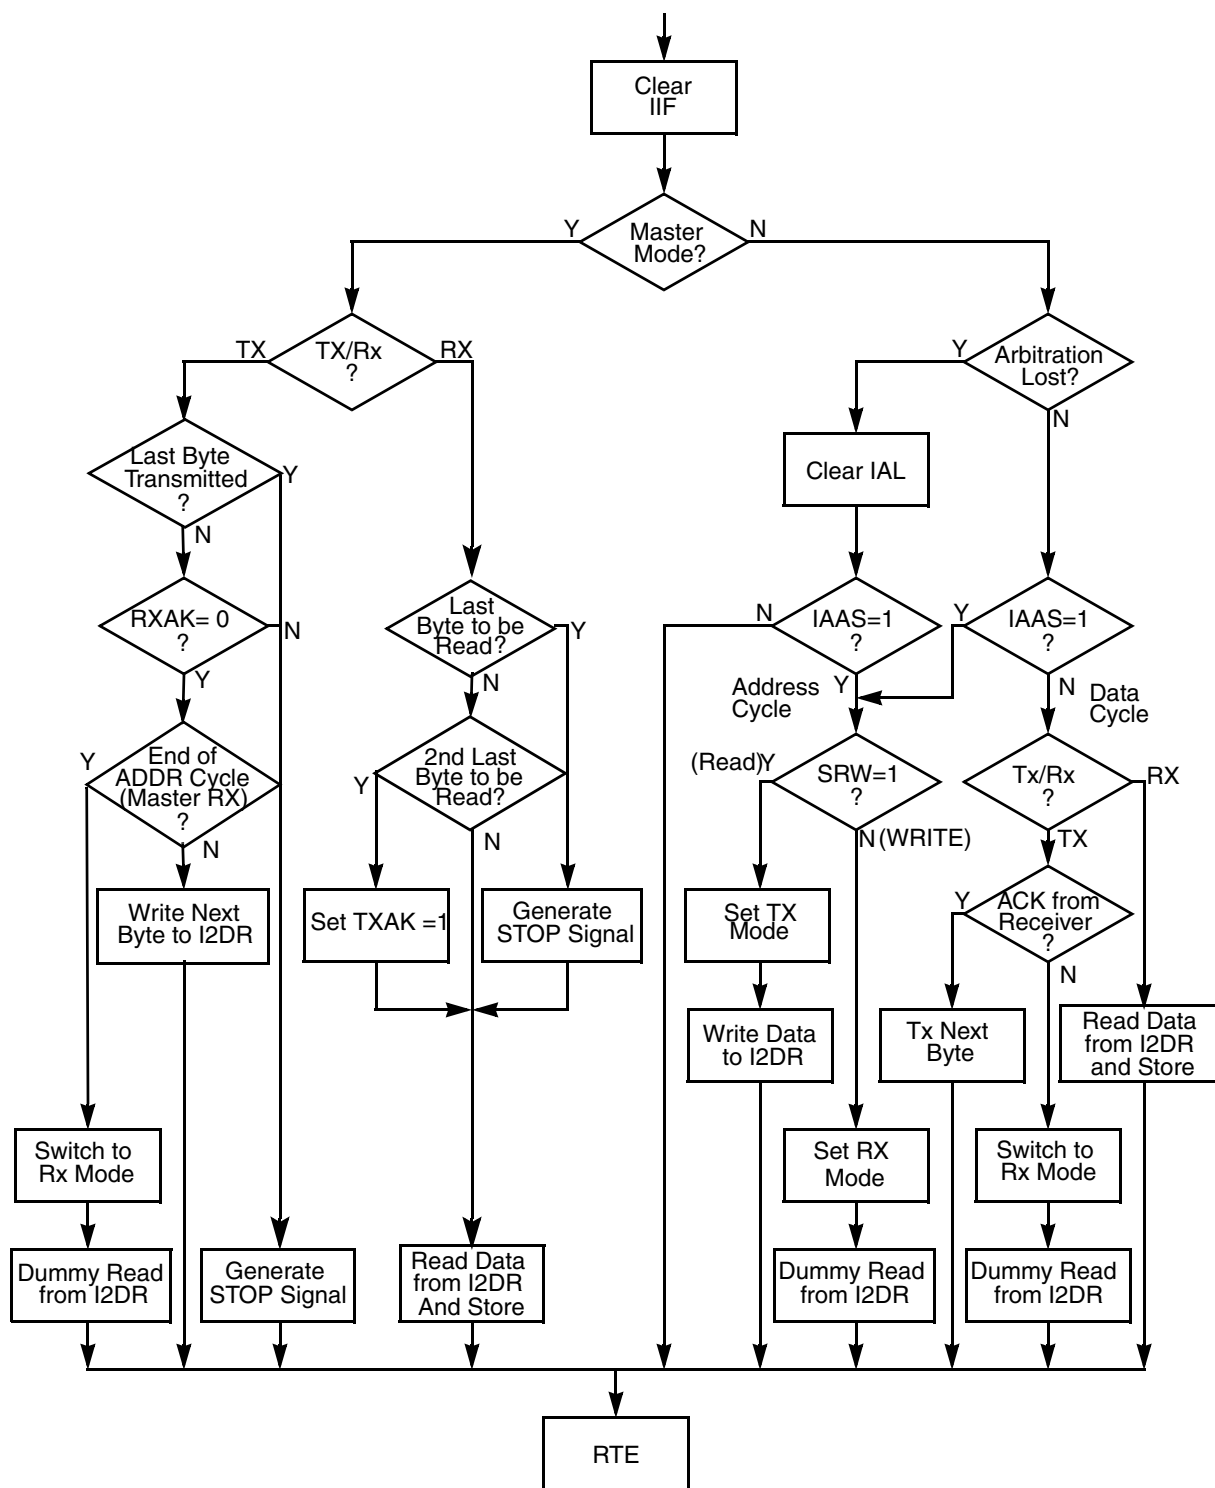 Clear
IIF
Y
Master
Mode?
N
TX
TX/Rx
?
RX
Y
Arbitration
Lost?
N
Last Byte
Transmitted
?
Y
N
Clear IAL
RXAK= 0
?
N
Y
Last
Byte to be
Read?
Y
N
N
IAAS=1
?
Y
Address
Cycle
Y
IAAS=1
?
N
Data
Cycle
Y
End of
ADDR Cycle
(Master RX)
?
N
2nd Last
Byte to be
Read?
Y
N
(Read)Y
SRW=1
?
N (WRITE)
Tx/Rx
?
RX
TX
Write Next
Byte to I2DR
Set TXAK =1
Generate
STOP Signal
Set TX
Mode
Y
ACK from
Receiver
?
N
Write Data
to I2DR
Tx Next
Byte
Read Data
from I2DR
and Store
Switch to
Rx Mode
Set RX
Mode
Switch to
Rx Mode
Dummy Read
from I2DR
Generate
STOP Signal
Read Data
from I2DR
And Store
Dummy Read
from I2DR
Dummy Read
from I2DR
RTE